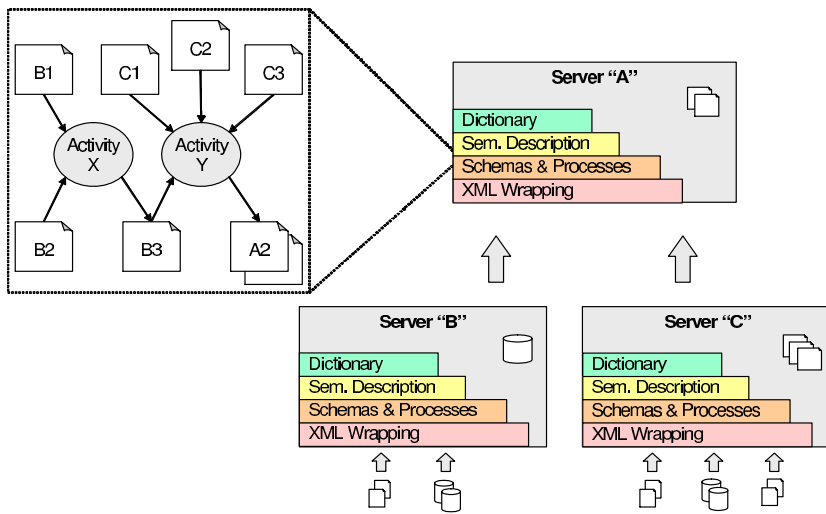 C2
B1
C1
C3
Activity
X
Activity
Y
B2
B3
A2
Server “A”
Dictionary
Sem. Description
Schemas & Processes
XML Wrapping
Server “B”
Dictionary
Sem. Description
Schemas & Processes
XML Wrapping
Server “C”
Dictionary
Sem. Description
Schemas & Processes
XML Wrapping